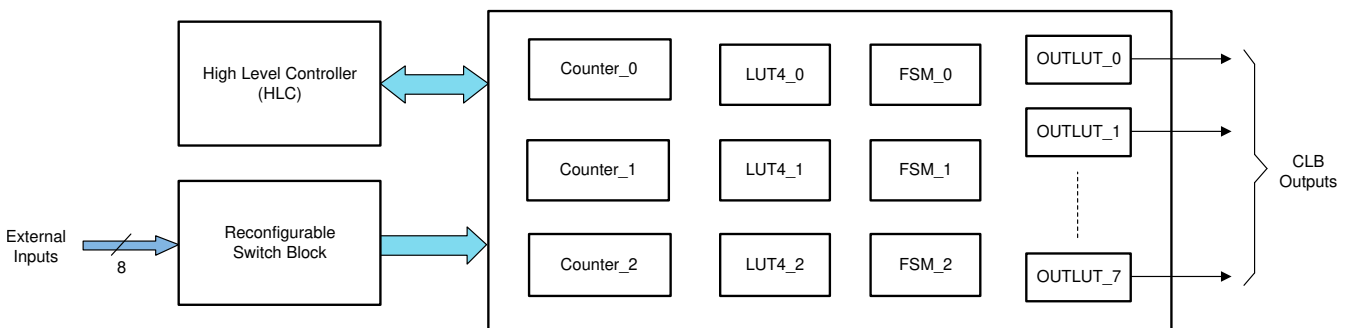 High Level Controller
(HLC)
Counter_0
LUT4_0
FSM_0
OUTLUT_0
Counter_1
LUT4_1
FSM_1
OUTLUT_1
CLB
Outputs
External
Inputs
8
Reconfigurable
Switch Block
Counter_2
LUT4_2
FSM_2
OUTLUT_7